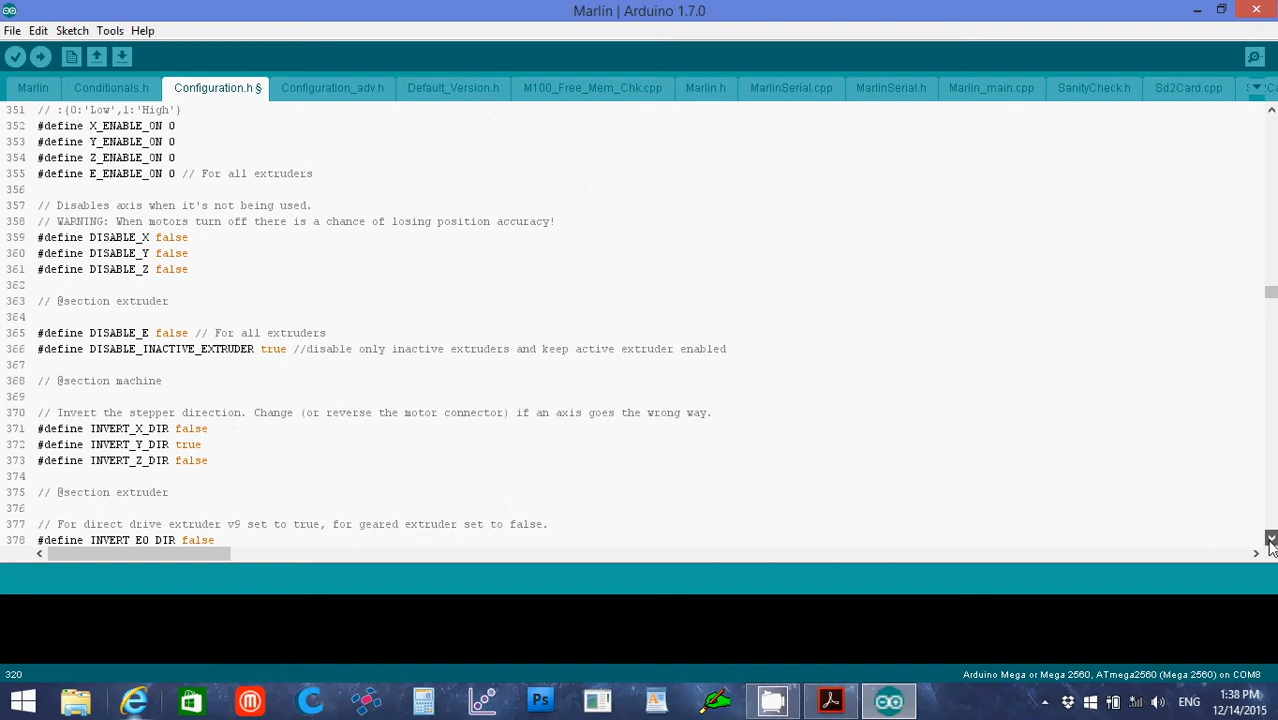 Marlin | Arduino 1.7.0
File Edit Sketch Tools Help
Marlin Conditionals.h Configuration.h § Configuration_adv.h Default_Version.h M100_Free_Mem_Chk.cpp Marlin.h MarlinSerial.cpp MarlinSerial.h Marlin_main.cpp SanityCheck.h Sd2Card.cpp
351 // :{0:'Low',1:'High'}
352 #define X_ENABLE_ON 0
353 #define Y_ENABLE_ON 0
354 #define Z_ENABLE_ON 0
355 #define E_ENABLE_ON 0 // For all extruders
356
357 // Disables axis when it's not being used.
358 // WARNING: When motors turn off there is a chance of losing position accuracy!
359 #define DISABLE_X false
360 #define DISABLE_Y false
361 #define DISABLE_Z false
362
363 // @section extruder
364
365 #define DISABLE_E false // For all extruders
366 #define DISABLE_INACTIVE_EXTRUDER true //disable only inactive extruders and keep active extruder enabled
367
368 // @section machine
369
370 // Invert the stepper direction. Change (or reverse the motor connector) if an axis goes the wrong way.
371 #define INVERT_X_DIR false
372 #define INVERT_Y_DIR true
373 #define INVERT_Z_DIR false
374
375 // @section extruder
376
377 // For direct drive extruder v9 set to true, for geared extruder set to false.
378 #define INVERT_E0_DIR false
320 Arduino Mega or Mega 2560, ATmega2560 (Mega 2560) on COM8
Ps ENG 1:38 PM
12/14/2015